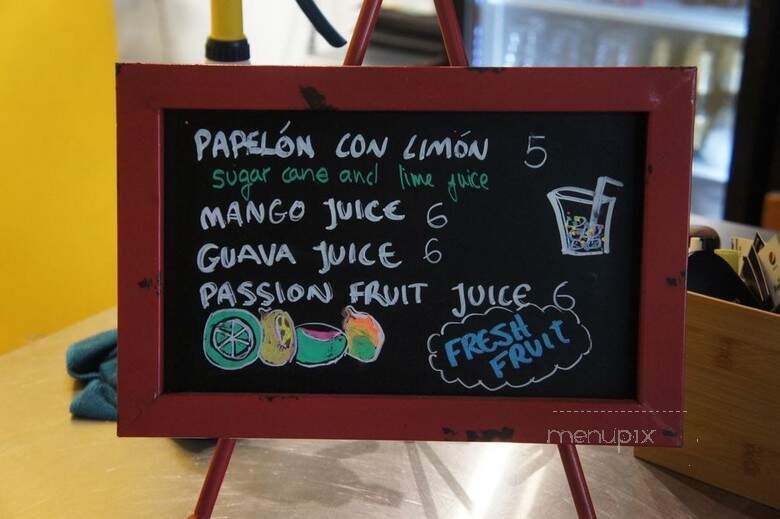 PAPELÓN CON LIMÓN 5
sugar cane and lime juice
MANGO JUICE 6
GUAVA JUICE 6
PASSION FRUIT JUICE 6
FRESH
FRUIT
menupix